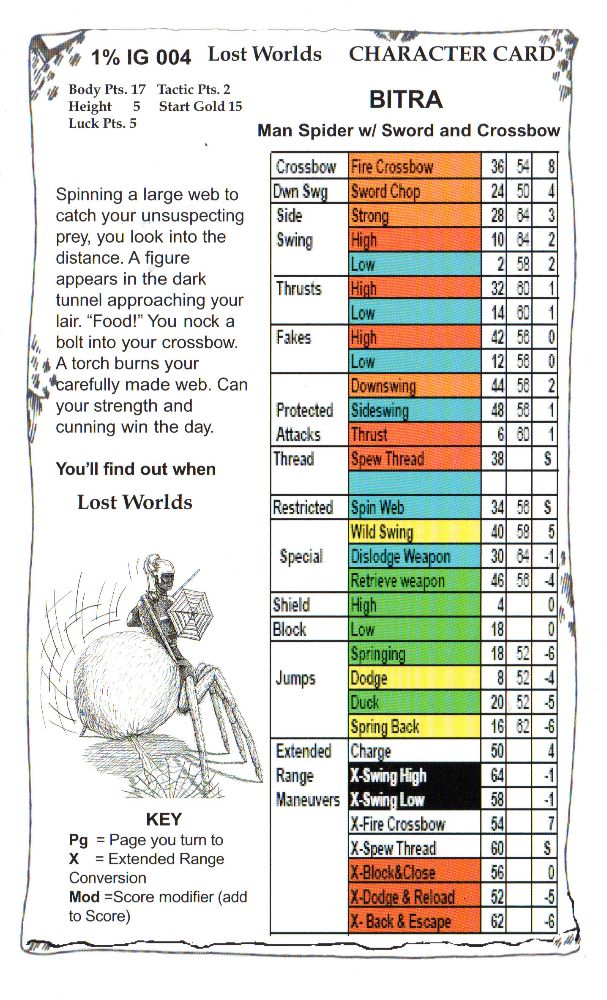 1% IG 004 Lost Worlds CHARACTER CARD
Body Pts. 17 Tactic Pts. 2
Height 5 Start Gold 15
Luck Pts. 5
BITRA
Man Spider w/ Sword and Crossbow
Spinning a large web to
catch your unsuspecting
prey, you look into the
distance. A figure
appears in the dark
tunnel approaching your
lair. “Food!” You nock a
bolt into your crossbow.
A torch burns your
carefully made web. Can
your strength and
cunning win the day.
You’ll find out when
Lost Worlds
KEY
Pg = Page you turn to
X = Extended Range
Conversion
Mod =Score modifier (add
to Score)
Crossbow Fire Crossbow 36 54 8
Dwn Swg Sword Chop 24 50 4
Side Strong 28 64 3
Swing High 10 64 2
Low 2 58 2
Thrusts High 32 60 1
Low 14 60 1
Fakes High 42 56 0
Low 12 56 0
Downswing 44 56 2
Protected Sideswing 48 56 1
Attacks Thrust 6 60 1
Thread Spew Thread 38 S
Restricted Spin Web 34 56 S
Wild Swing 40 58 5
Special Dislodge Weapon 30 64 -1
Retrieve weapon 46 56 -4
Shield High 4 0
Block Low 18 0
Springing 18 52 -6
Jumps Dodge 8 52 -4
Duck 20 52 -5
Spring Back 16 62 -6
Extended Charge 50 4
Range X-Swing High 64 -1
Maneuvers X-Swing Low 58 -1
X-Fire Crossbow 54 7
X-Spew Thread 60 S
X-Block&Close 56 0
X-Dodge & Reload 52 -5
X- Back & Escape 62 -6